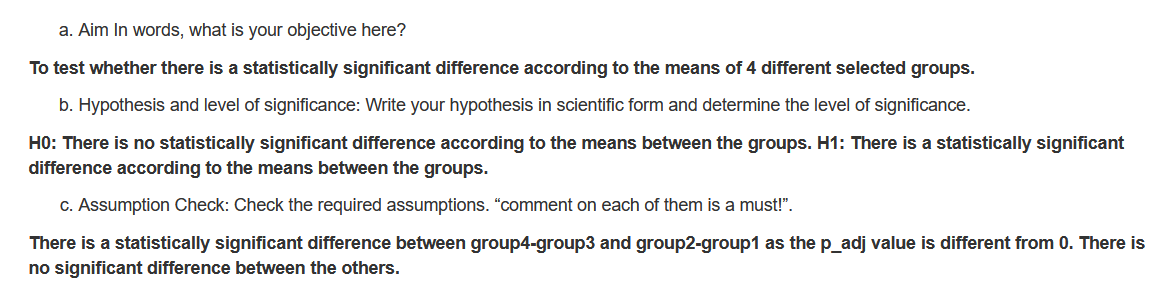 a. Aim In words, what is your objective here?
To test whether there is a statistically significant difference according to the means of 4 different selected groups.
b. Hypothesis and level of significance: Write your hypothesis in scientific form and determine the level of significance.
H0: There is no statistically significant difference according to the means between the groups. H1: There is a statistically significant
difference according to the means between the groups.
c. Assumption Check: Check the required assumptions. “comment on each of them is a must!”.
There is a statistically significant difference between group4-group3 and group2-group1 as the p_adj value is different from 0. There is
no significant difference between the others.